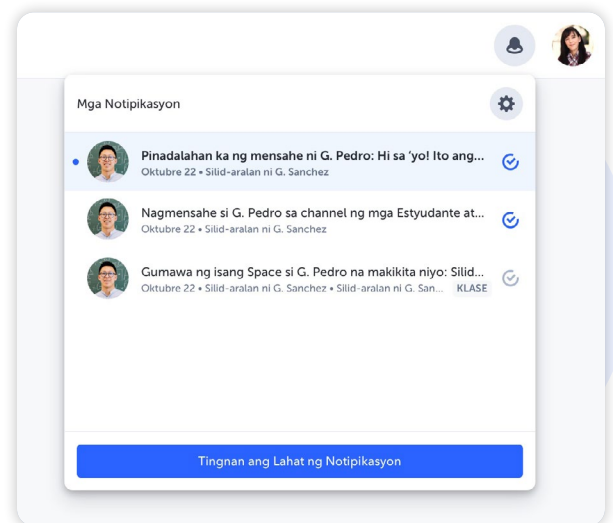 Mga Notipikasyon
Pinadalahan ka ng mensahe ni G. Pedro: Hi sa ‘yo! Ito ang...
Oktubre 22 • Silid-aralan ni G. Sanchez
Nagmensahe si G. Pedro sa channel ng mga Estyudante at...
Oktubre 22 • Silid-aralan ni G. Sanchez
Gumawa ng isang Space si G. Pedro na makikita niyo: Silid...
Oktubre 22 • Silid-aralan ni G. Sanchez • Silid-aralan ni G. San... KLASE
Tingnan ang Lahat ng Notipikasyon